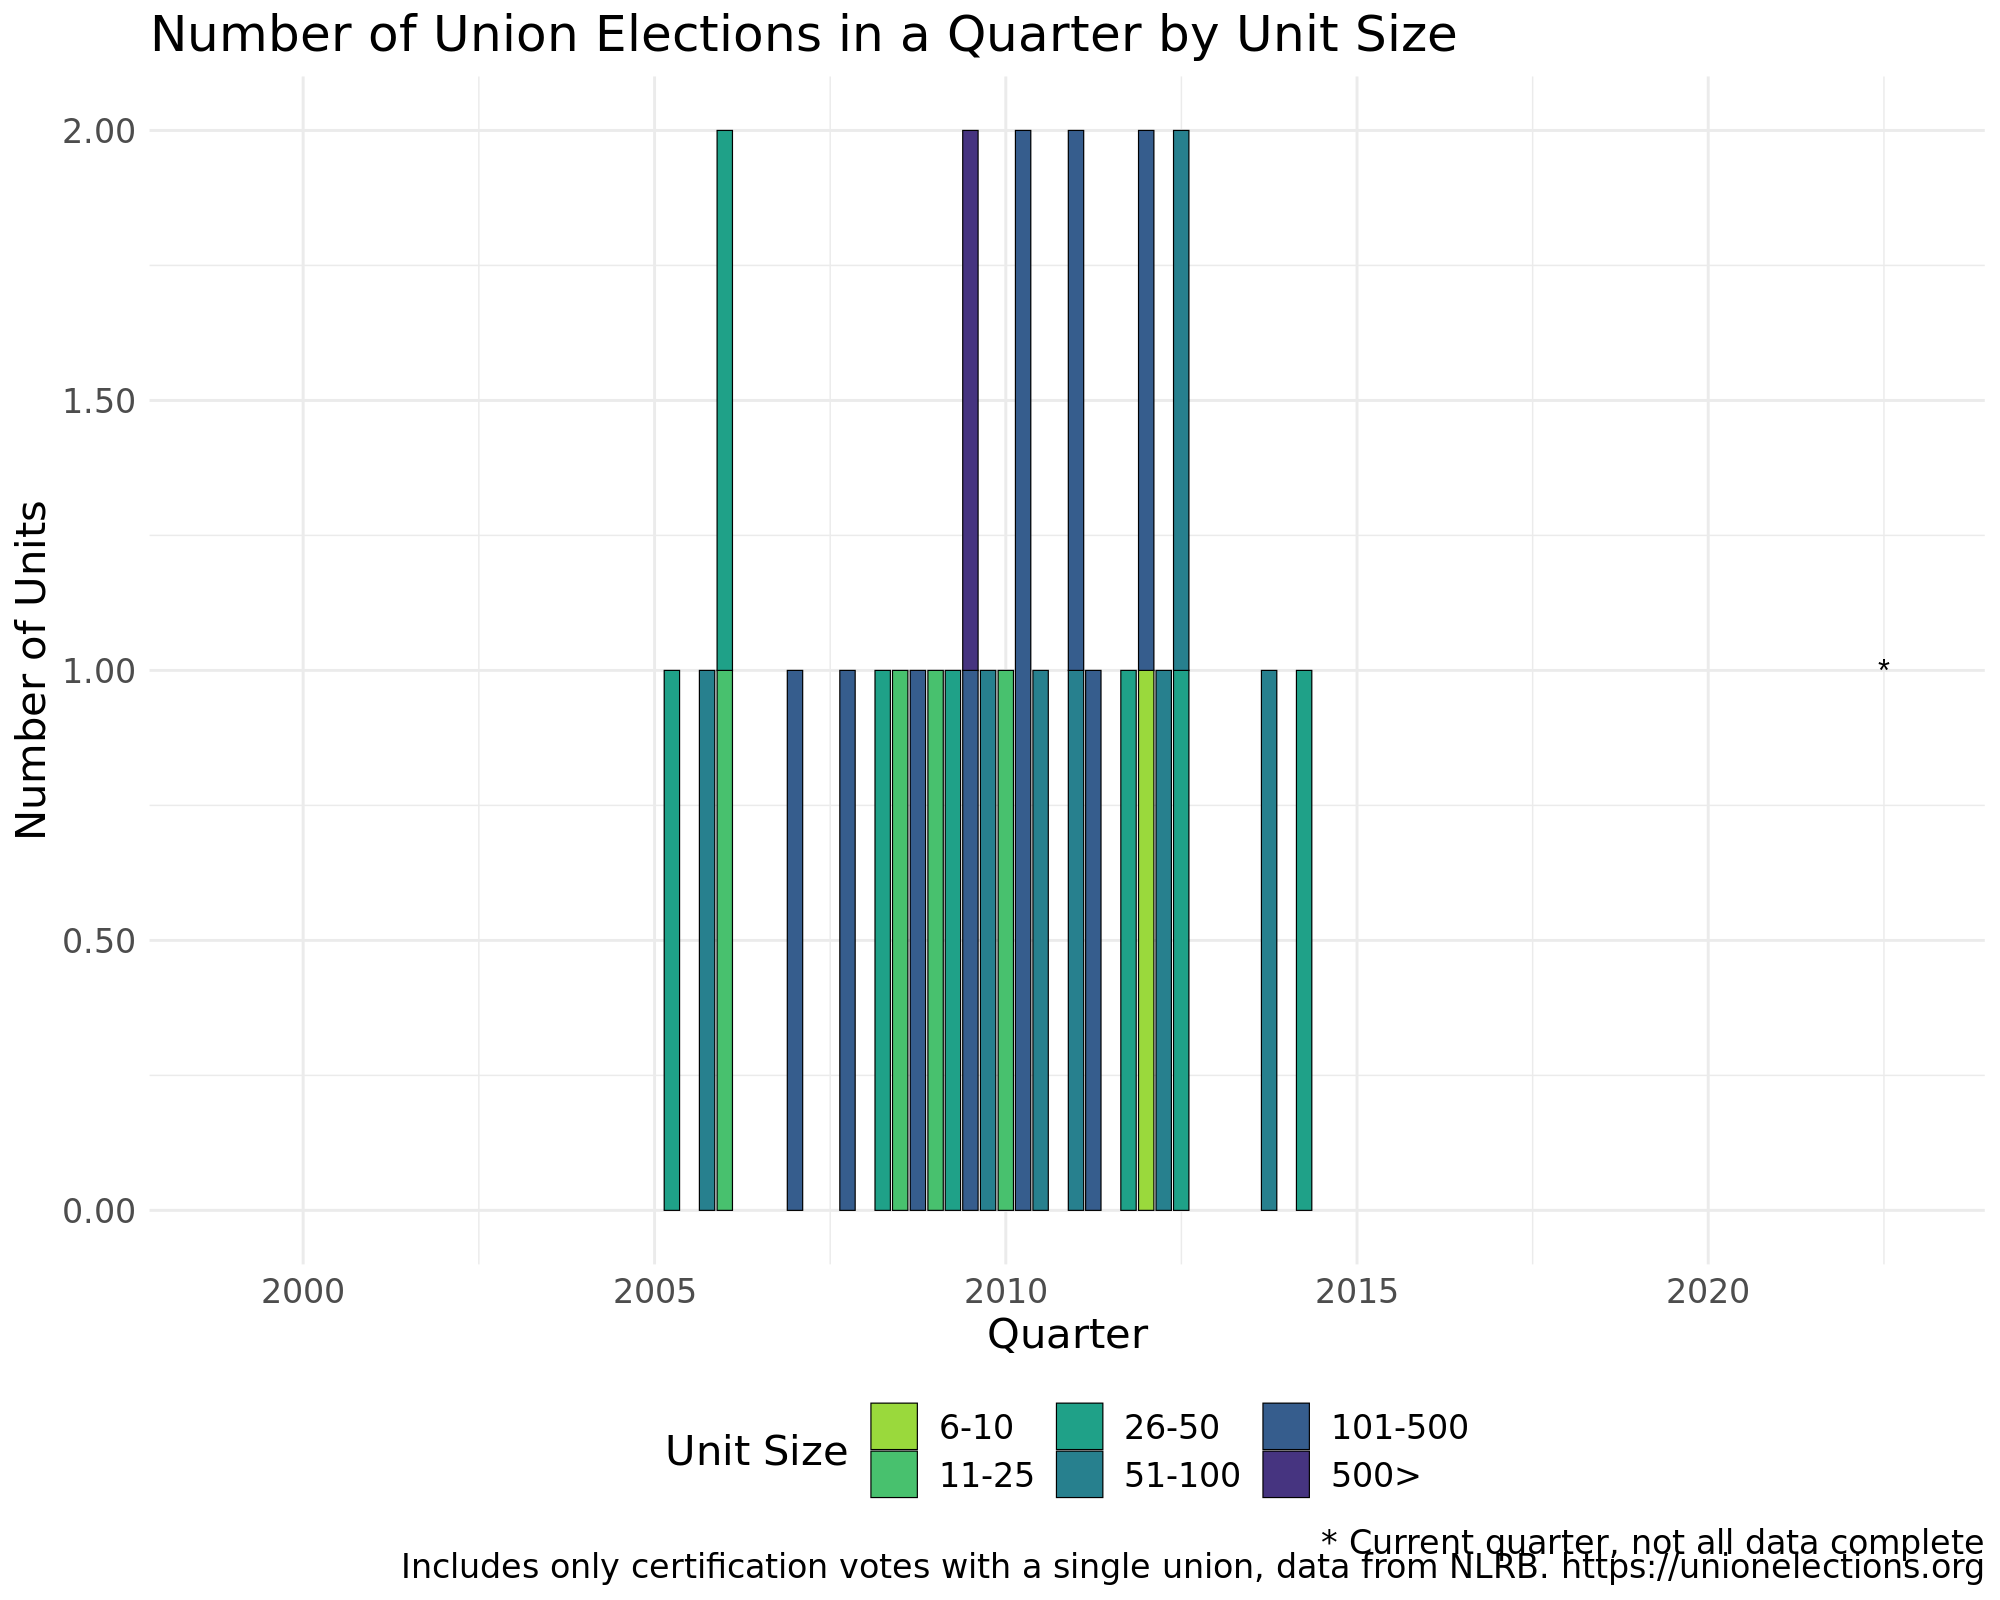 Number of Union Elections in a Quarter by Unit Size
Number of Units
2.00
1.50
1.00
0.50
0.00
*
2000 2005 2010 2015 2020
Quarter
Unit Size
6-10 26-50 101-500
11-25 51-100 500>
* Current quarter, not all data complete
Includes only certification votes with a single union, data from NLRB. https://unionelections.org